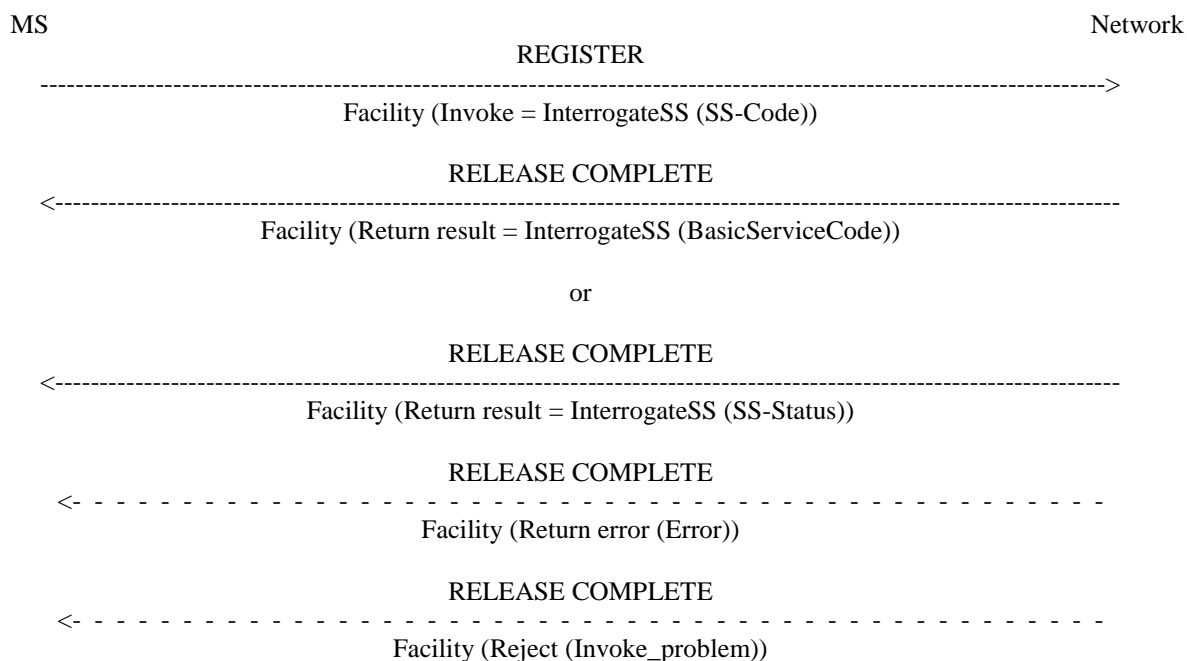 MS Network
REGISTER
Facility (Invoke = InterrogateSS (SS-Code))
RELEASE COMPLETE
Facility (Return result = InterrogateSS (BasicServiceCode))
or
RELEASE COMPLETE
Facility (Return result = InterrogateSS (SS-Status))
RELEASE COMPLETE
Facility (Return error (Error))
RELEASE COMPLETE
Facility (Reject (Invoke_problem))